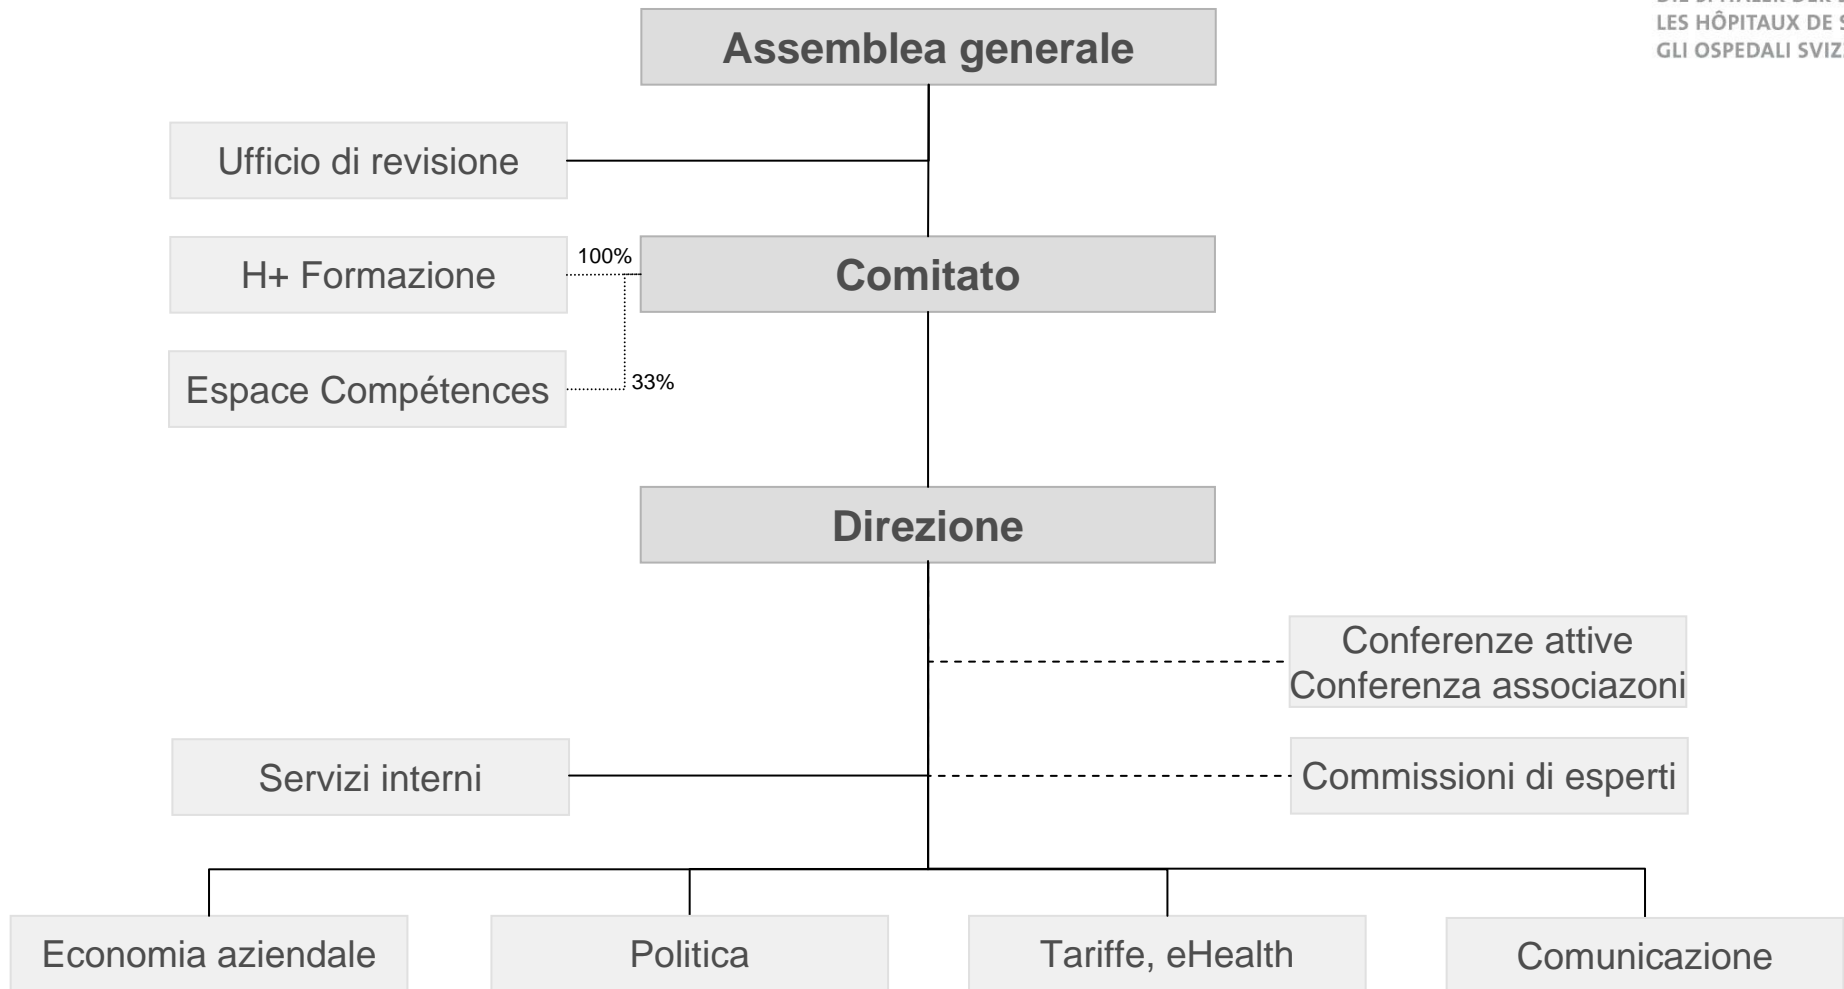 LES HÔPITAUX DE
GLI OSPEDALI
Assemblea generale
Ufficio di revisione
H+ Formazione
100%
Comitato
Espace Compétences
33%
Direzione
Conferenze attive
Conferenza associazoni
Servizi interni
Commissioni di esperti
Economia aziendale
Politica
Tariffe, eHealth
Comunicazione